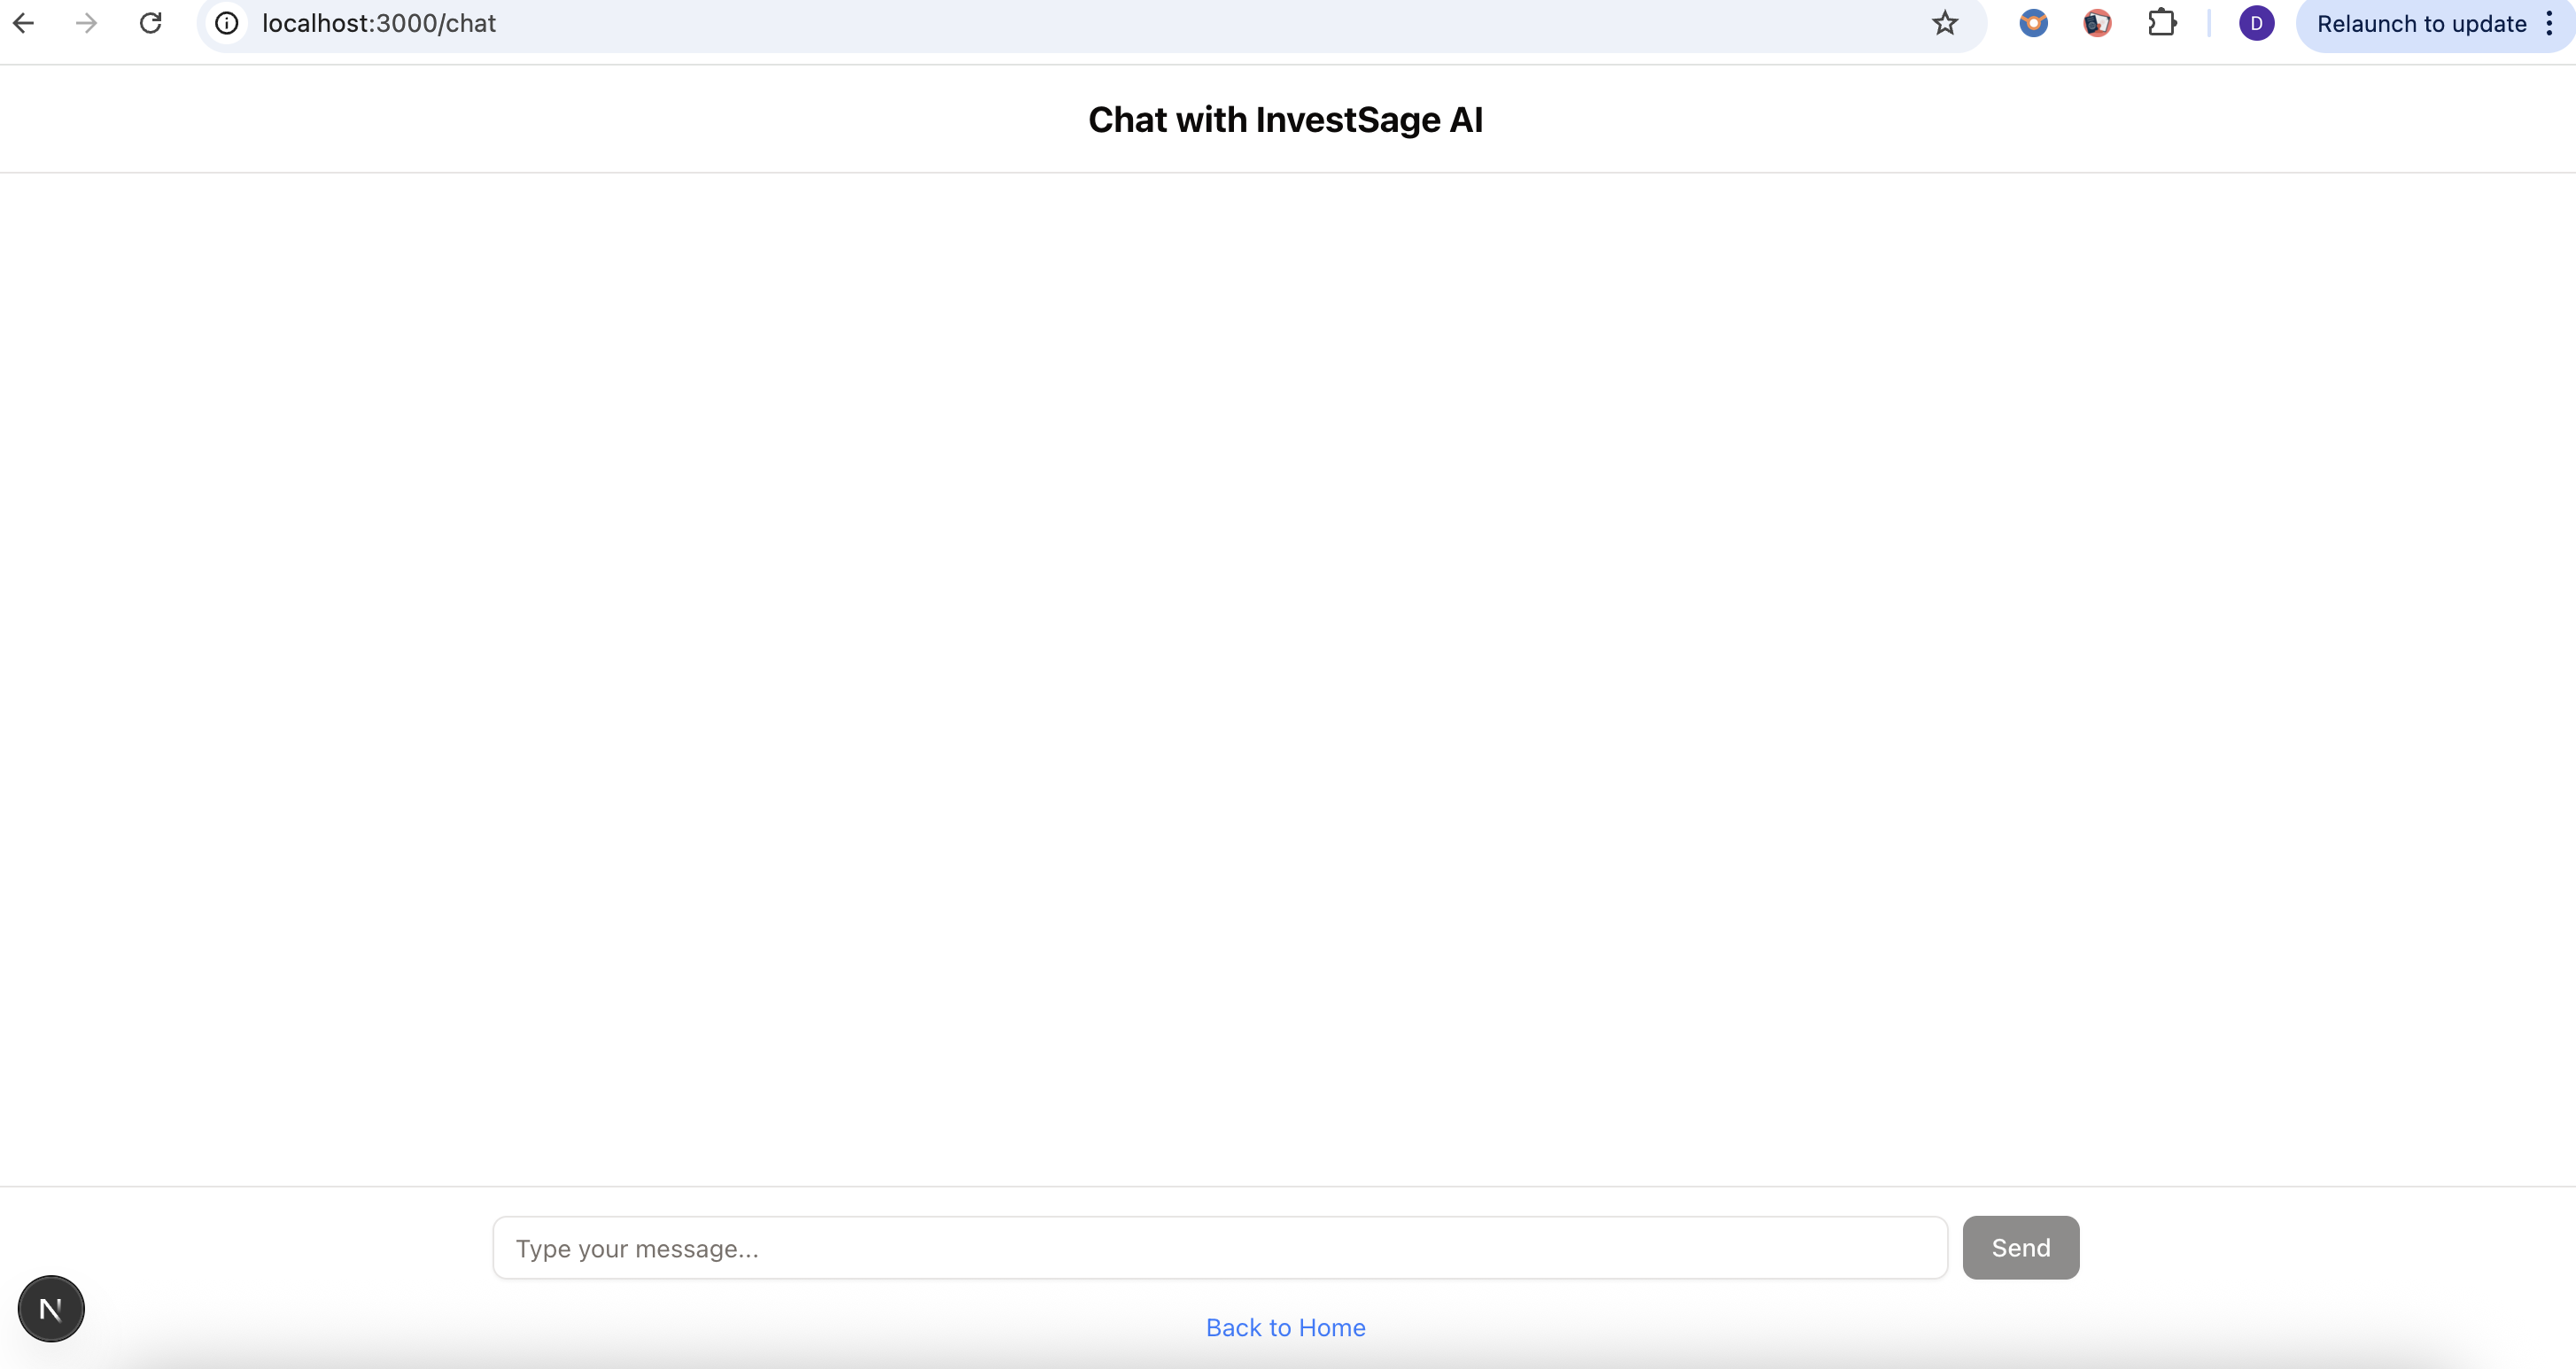 localhost:3000/chat
D
Relaunch to update
Chat with InvestSage AI
Type your message...
Send
N
Back to Home